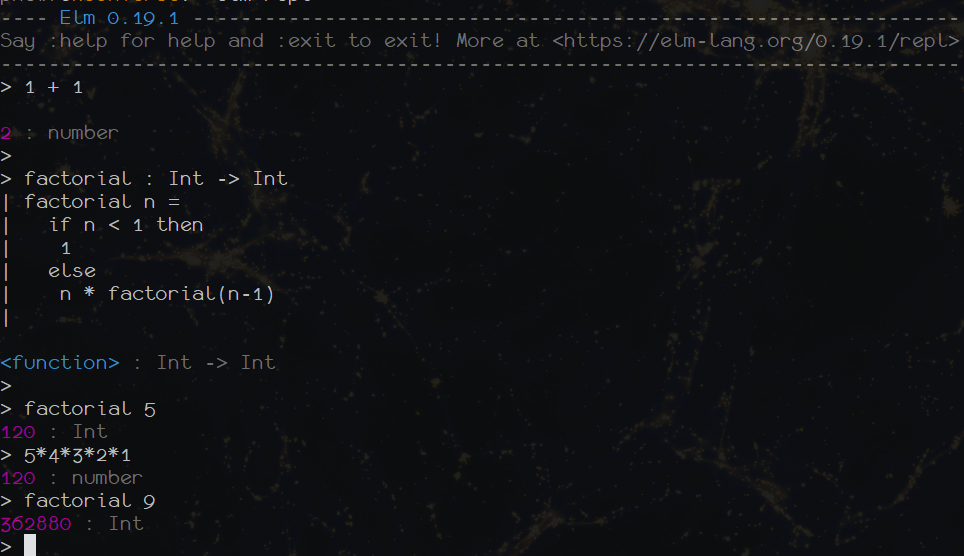 ---- Elm 0.19.1 ----------------------------------------------------------------
Say :help for help and :exit to exit! More at <https://elm-lang.org/0.19.1/repl>
--------------------------------------------------------------------------------
> 1 + 1
2 : number
>
> factorial : Int -> Int
| factorial n =
|   if n < 1 then
|    1
|   else
|    n * factorial(n-1)
|
<function> : Int -> Int
>
> factorial 5
120 : Int
> 5*4*3*2*1
120 : number
> factorial 9
362880 : Int
>